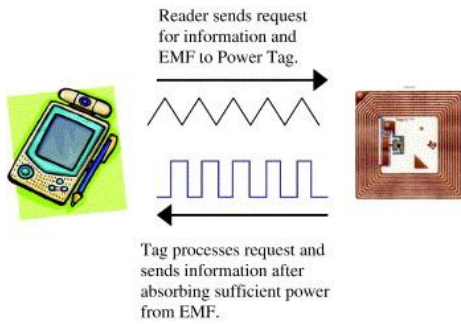 Reader sends request
for information and
EMF to Power Tag.
Tag processes request and
sends information after
absorbing sufficient power
from EMF.